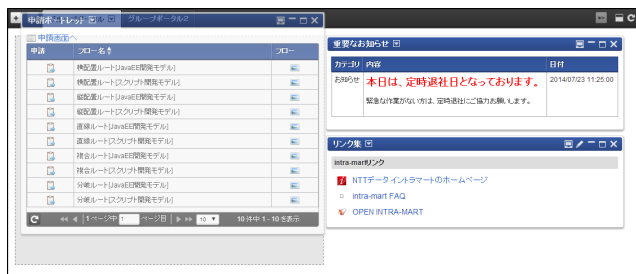 申請ポートレット
グループポータル2
申請画面へ
申請 フロー名 フロー
横配置ルート[JavaEE開発モデル]
横配置ルート[スクリプト開発モデル]
縦配置ルート[JavaEE開発モデル]
縦配置ルート[スクリプト開発モデル]
直線ルート[JavaEE開発モデル]
直線ルート[スクリプト開発モデル]
複合ルート[JavaEE開発モデル]
複合ルート[スクリプト開発モデル]
分岐ルート[JavaEE開発モデル]
分岐ルート[スクリプト開発モデル]
1 ページ中 1 ページ目 10 10 件中 1 - 10 を表示
重要なお知らせ
カテゴリ 内容 日付
お知らせ 本日は、定時退社日となっております。 2014/07/23 11:25:00
緊急な作業がない方は、定時退社にご協力お願いします。
リンク集
intra-martリンク
NTTデータ イントラマートのホームページ
intra-mart FAQ
OPEN INTRA-MART